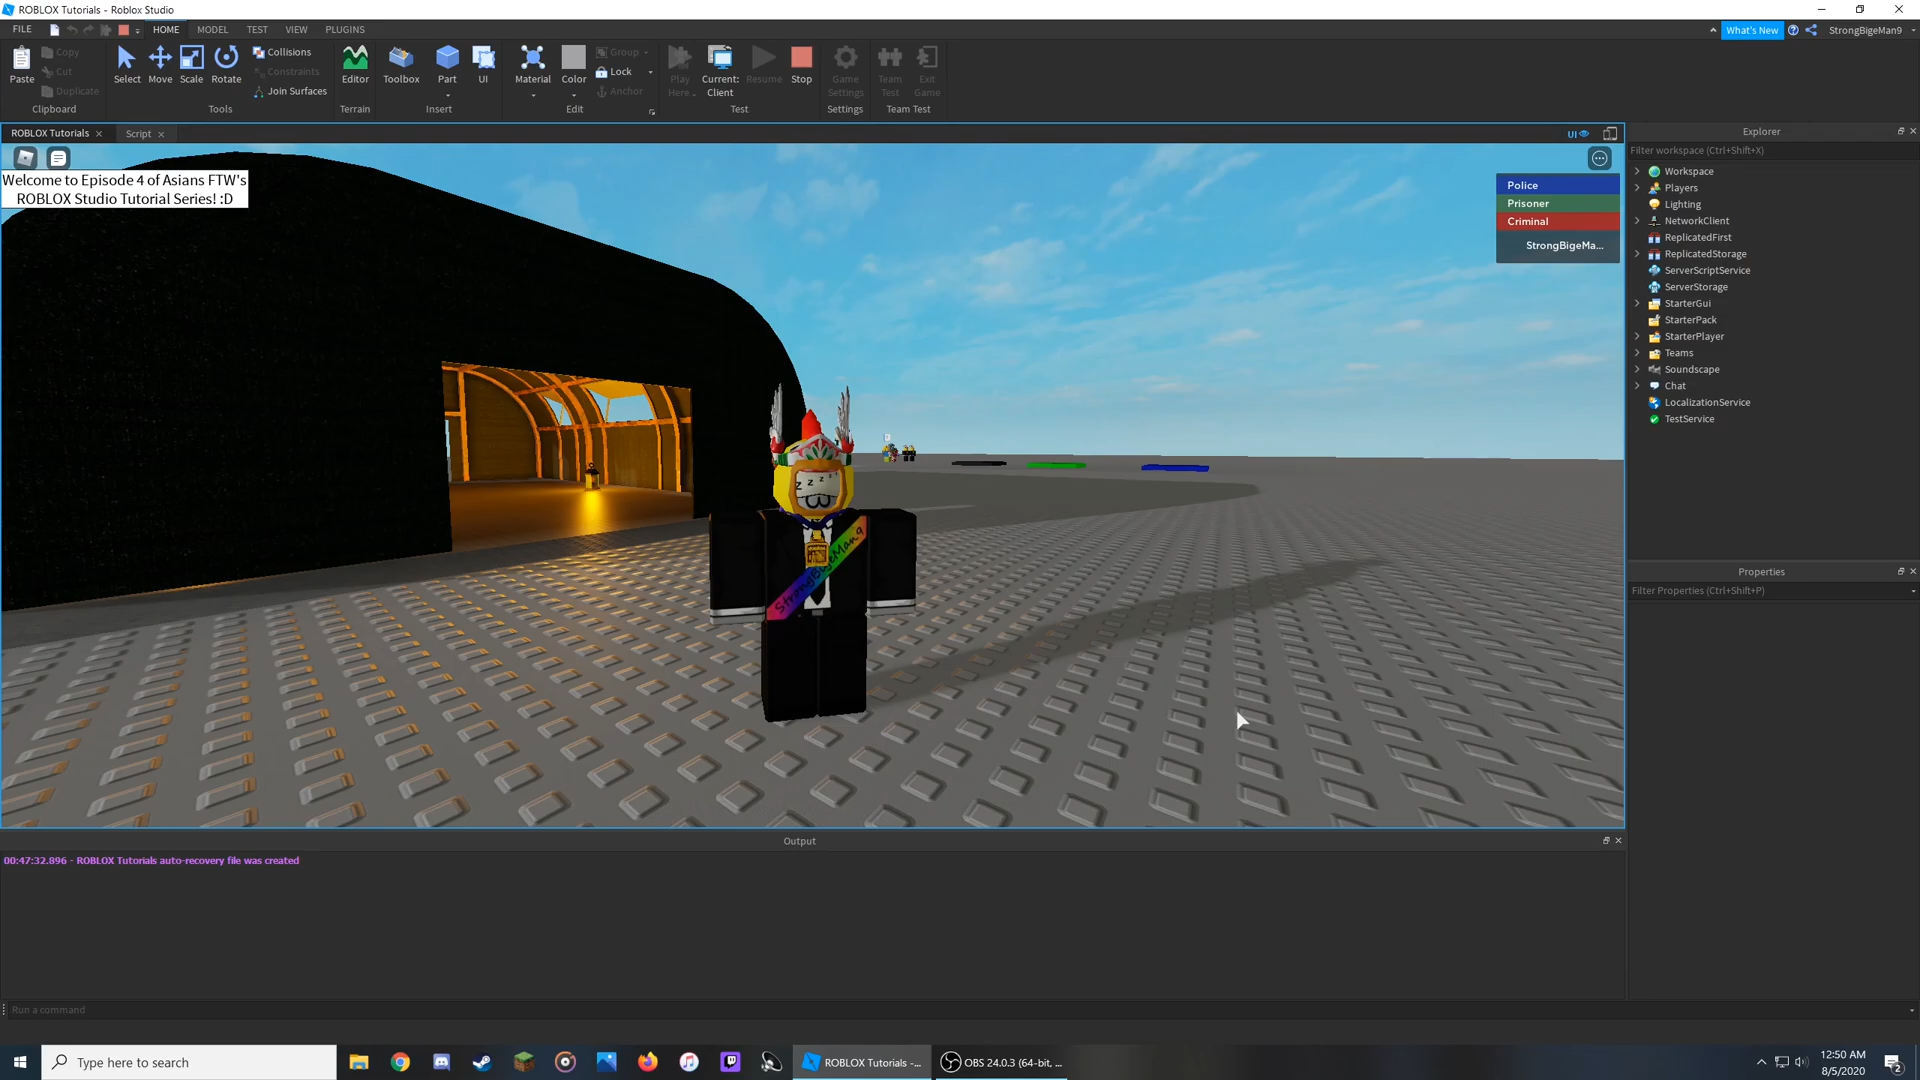 ROBLOX Tutorials - Roblox Studio
FILE
HOME
MODEL
TEST
VIEW
PLUGINS
What's New
StrongBigeMan9
Paste
Copy
Cut
Duplicate
Clipboard
Select
Move
Scale
Rotate
Collisions
Constraints
Join Surfaces
Tools
Editor
Terrain
Toolbox
Part
UI
Insert
Material
Color
Group
Lock
Anchor
Edit
Play
Here
Current:
Client
Resume
Stop
Test
Game
Settings
Settings
Team
Test
Exit
Game
Team Test
ROBLOX Tutorials
Script
UI
Welcome to Episode 4 of Asians FTW's
ROBLOX Studio Tutorial Series! :D
Police
Prisoner
Criminal
StrongBigeMa...
z z z z
StrongBigeMan9
Explorer
Filter workspace (Ctrl+Shift+X)
Workspace
Players
Lighting
NetworkClient
ReplicatedFirst
ReplicatedStorage
ServerScriptService
ServerStorage
StarterGui
StarterPack
StarterPlayer
Teams
Soundscape
Chat
LocalizationService
TestService
Properties
Filter Properties (Ctrl+Shift+P)
Output
00:47:32.896 - ROBLOX Tutorials auto-recovery file was created
Run a command
Type here to search
ROBLOX Tutorials -...
OBS 24.0.3 (64-bit, ...
12:50 AM
8/5/2020
2